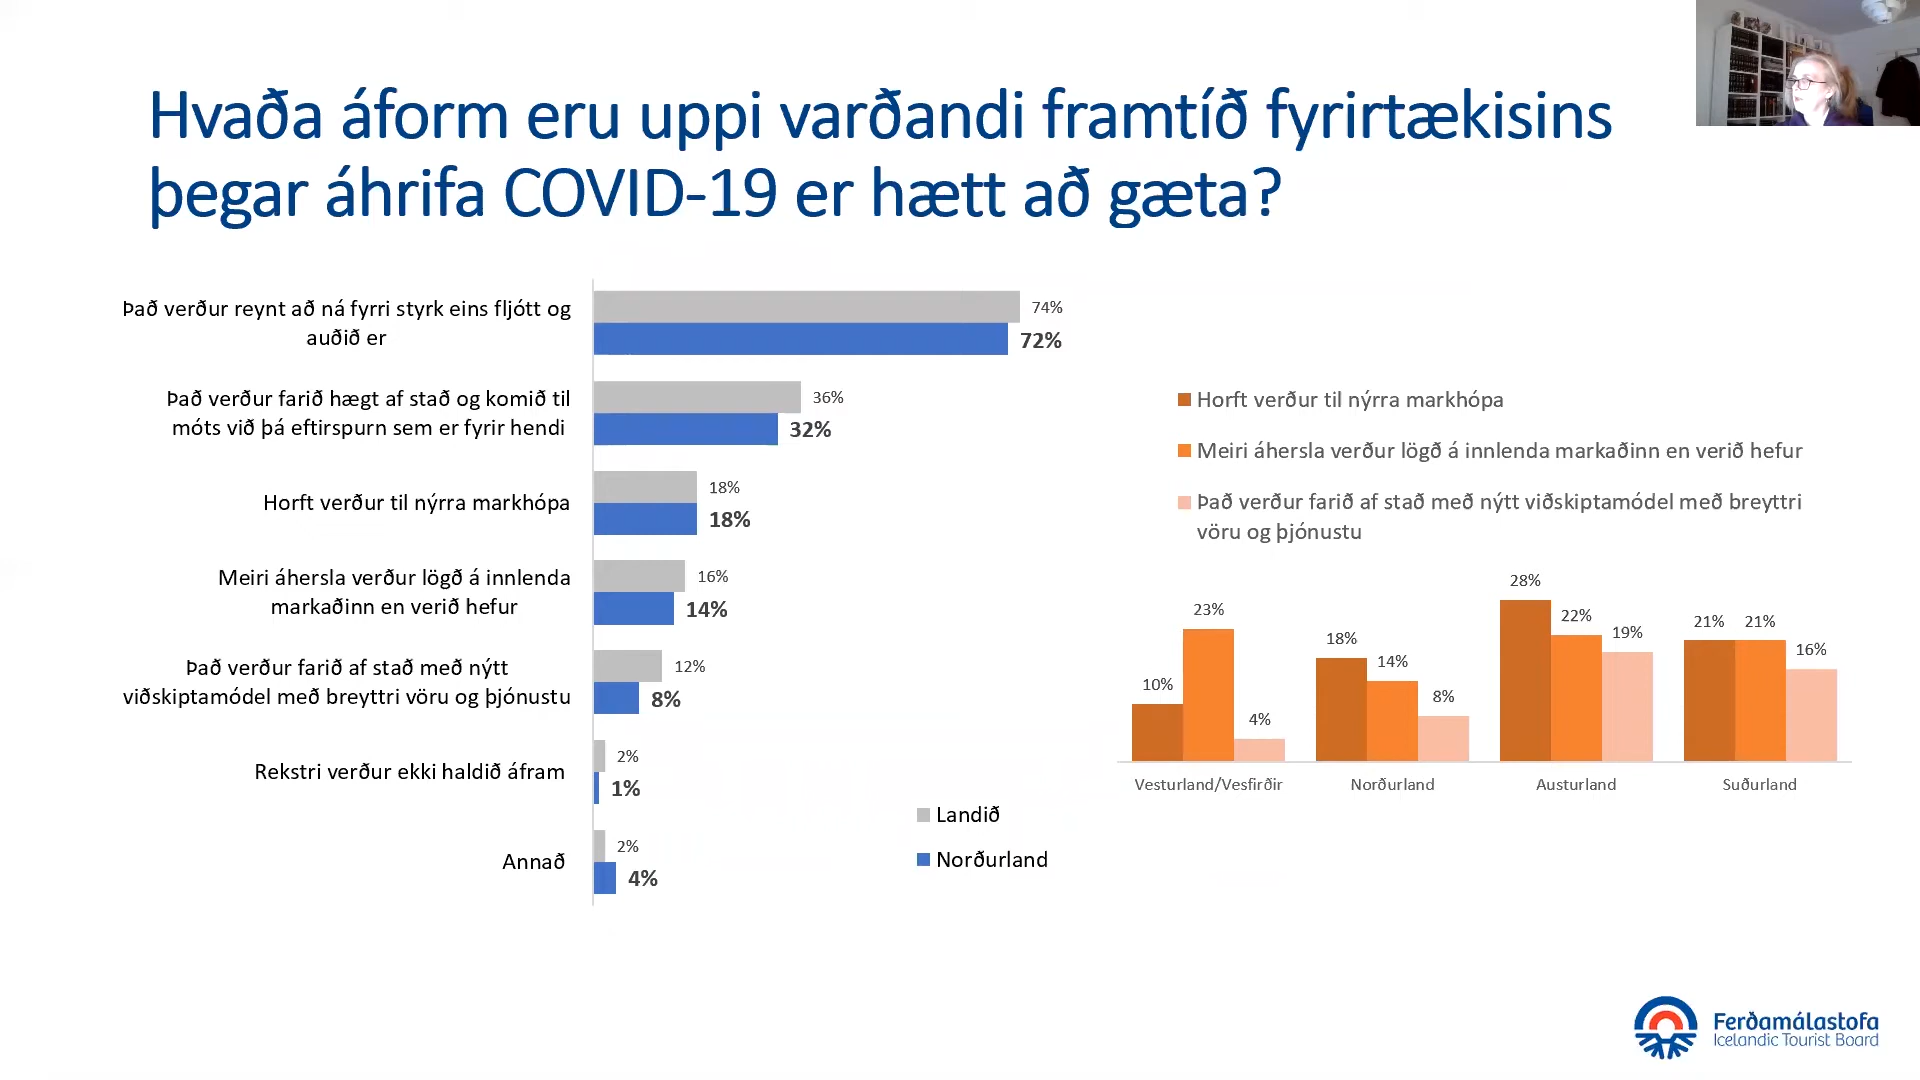 Hvaða áform eru uppi varðandi framtíð fyrirtækisins
þegar áhrifa COVID-19 er hætt að gæta?
Það verður reynt að ná fyrri styrk eins fljótt og
auðið er
74%
72%
Það verður farið hægt af stað og komið til
móts við þá eftirspurn sem er fyrir hendi
36%
32%
Horft verður til nýrra markhópa
18%
18%
Meiri áhersla verður lögð á innlenda
markaðinn en verið hefur
16%
14%
Það verður farið af stað með nýtt
viðskiptamódel með breyttri vöru og þjónustu
12%
8%
Rekstri verður ekki haldið áfram
2%
1%
Annað
2%
4%
Landið
Norðurland
Horft verður til nýrra markhópa
Meiri áhersla verður lögð á innlenda markaðinn en verið hefur
Það verður farið af stað með nýtt viðskiptamódel með breyttri
vöru og þjónustu
10%
23%
4%
18%
14%
8%
28%
22%
19%
21%
21%
16%
Vesturland/Vesfirðir
Norðurland
Austurland
Suðurland
Ferðamálastofa
Icelandic Tourist Board